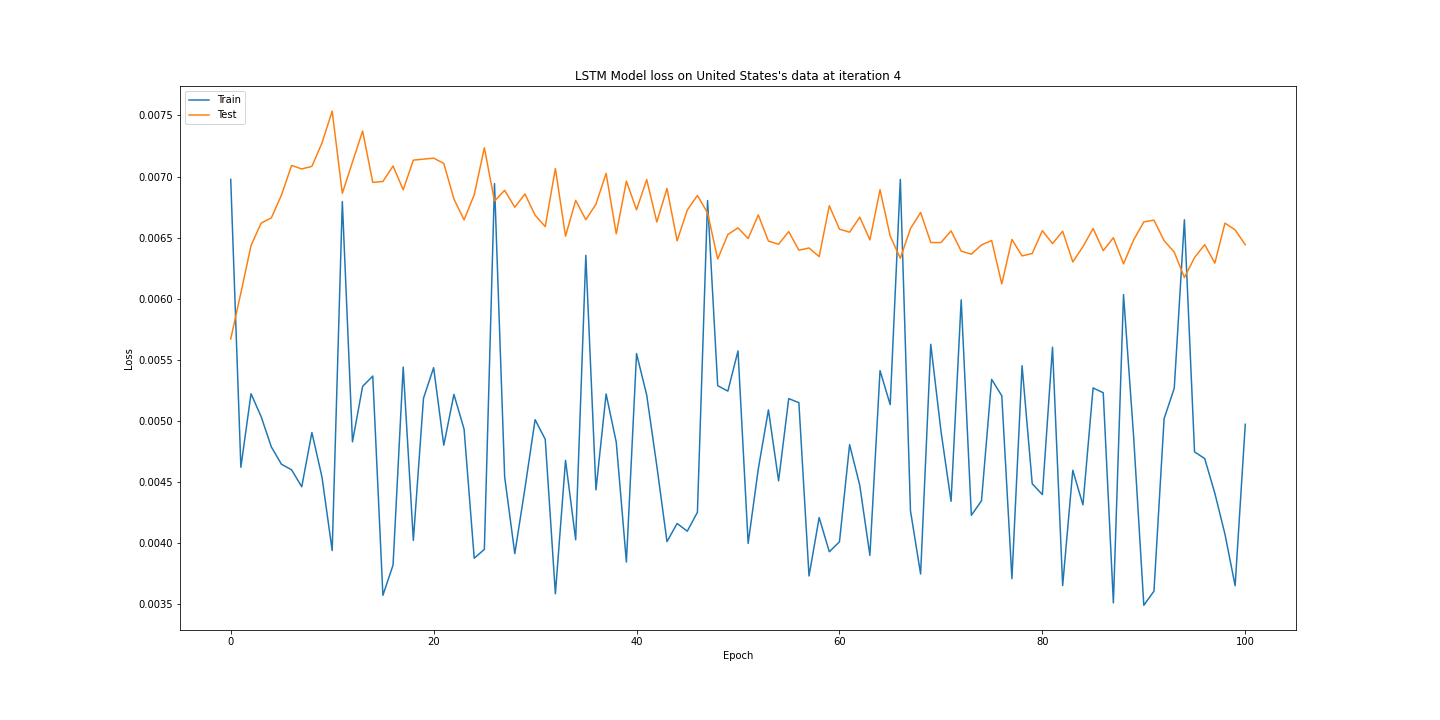 LSTM Model loss on United States's data at iteration 4
Train
Test
0.0075
0.0070
0.0065
0.0060
0.0055
0.0050
0.0045
0.0040
0.0035
Loss
0 20 40 60 80 100
Epoch